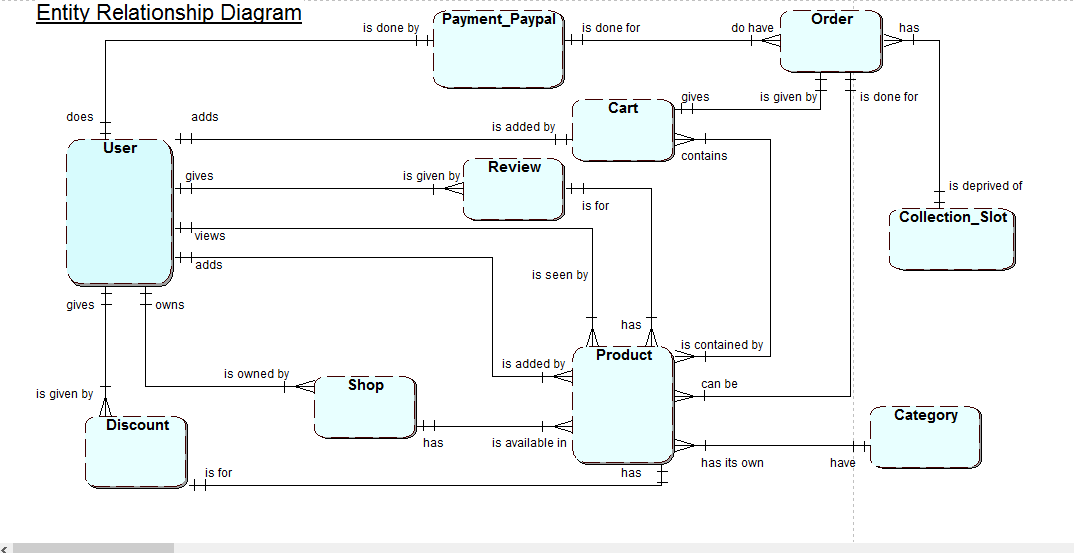 Entity Relationship Diagram
is done by
Payment_Paypal
is done for
do have
Order
has
does
adds
is added by
Cart
gives
is given by
is done for
contains
User
gives
is given by
Review
is for
is deprived of
Collection_Slot
views
adds
is seen by
gives
owns
has
is contained by
is owned by
Shop
is added by
Product
can be
is given by
Discount
has
is available in
Category
has its own
have
is for
has